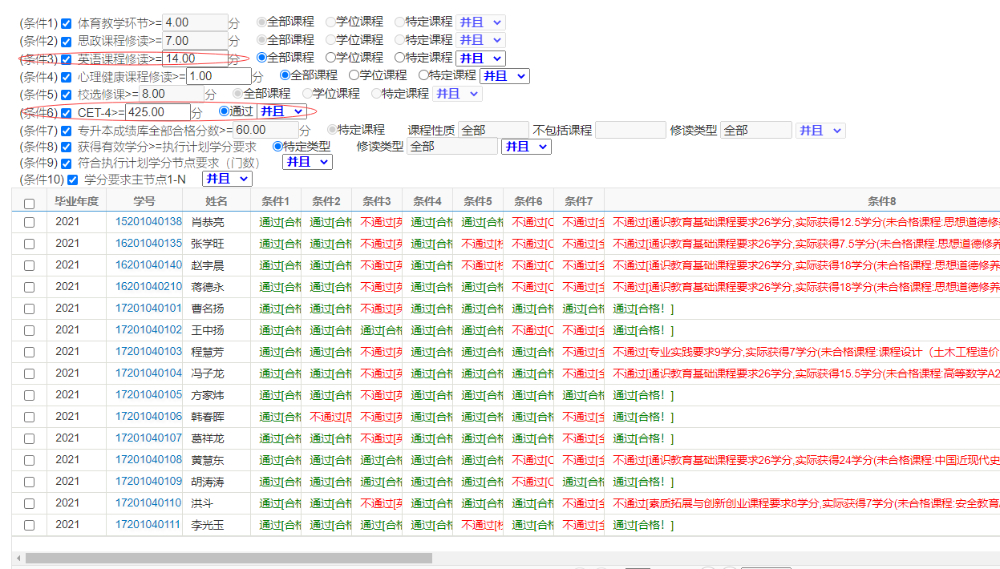 (条件1) 体育教学环节>= 4.00 分 全部课程 学位课程 特定课程 并且
(条件2) 思政课程修读>= 7.00 分 全部课程 学位课程 特定课程 并且
(条件3) 英语课程修读>= 14.00 分 全部课程 学位课程 特定课程 并且
(条件4) 心理健康课程修读>= 1.00 分 全部课程 学位课程 特定课程 并且
(条件5) 校选修课>= 8.00 分 全部课程 学位课程 特定课程 并且
(条件6) CET-4>= 425.00 分 通过 并且
(条件7) 专升本成绩库全部合格分数>= 60.00 分 特定课程 课程性质 全部 不包括课程 修读类型 全部 并且
(条件8) 获得有效学分>=执行计划学分要求 特定类型 修读类型 全部 并且
(条件9) 符合执行计划学分节点要求（门数） 并且
(条件10) 学分要求主节点1-N 并且
毕业年度 学号 姓名 条件1 条件2 条件3 条件4 条件5 条件6 条件7 条件8
2021 15201040138 肖恭亮 通过[合格 通过[合格 不通过[英 通过[合格 通过[合格 不通过[C 不通过[全 不通过[通识教育基础课程要求26学分,实际获得12.5学分(未合格课程:思想道德修
2021 16201040135 张学旺 通过[合格 通过[合格 不通过[英 通过[合格 不通过[校 不通过[C 不通过[全 不通过[通识教育基础课程要求26学分,实际获得7.5学分(未合格课程:思想道德修养
2021 16201040140 赵宇晨 通过[合格 通过[合格 不通过[英 通过[合格 不通过[校 不通过[C 不通过[全 不通过[通识教育基础课程要求26学分,实际获得18学分(未合格课程:思想道德修养
2021 16201040210 蒋德永 通过[合格 通过[合格 不通过[英 通过[合格 通过[合格 不通过[C 不通过[全 不通过[通识教育基础课程要求26学分,实际获得18学分(未合格课程:思想道德修养
2021 17201040101 曹名扬 通过[合格 通过[合格 不通过[英 通过[合格 通过[合格 通过[合格 通过[合格 通过[合格！]
2021 17201040102 王中扬 通过[合格 通过[合格 通过[合格 通过[合格 通过[合格 不通过[C 不通过[全 通过[合格！]
2021 17201040103 程慧芳 通过[合格 通过[合格 不通过[英 通过[合格 通过[合格 通过[合格 不通过[全 不通过[专业实践要求9学分,实际获得7学分(未合格课程:课程设计（土木工程造价
2021 17201040104 冯子龙 通过[合格 通过[合格 不通过[英 通过[合格 通过[合格 通过[合格 不通过[全 不通过[通识教育基础课程要求26学分,实际获得15.5学分(未合格课程:高等数学A2
2021 17201040105 方家炜 通过[合格 通过[合格 不通过[英 通过[合格 通过[合格 通过[合格 通过[合格 通过[合格！]
2021 17201040106 韩春晖 通过[合格 不通过[思 不通过[英 通过[合格 通过[合格 通过[合格 不通过[全 通过[合格！]
2021 17201040107 葛祥龙 通过[合格 通过[合格 不通过[英 通过[合格 通过[合格 通过[合格 不通过[全 通过[合格！]
2021 17201040108 黄慧东 通过[合格 通过[合格 通过[合格 通过[合格 通过[合格 不通过[C 不通过[全 不通过[通识教育基础课程要求26学分,实际获得24学分(未合格课程:中国近现代史
2021 17201040109 胡涛涛 通过[合格 通过[合格 通过[合格 通过[合格 通过[合格 不通过[C 通过[合格 通过[合格！]
2021 17201040110 洪斗 通过[合格 通过[合格 不通过[英 通过[合格 通过[合格 通过[合格 不通过[全 不通过[素质拓展与创新创业课程要求8学分,实际获得7学分(未合格课程:安全教育
2021 17201040111 李光玉 通过[合格 通过[合格 通过[合格 通过[合格 不通过[校 通过[合格 不通过[全 通过[合格！]